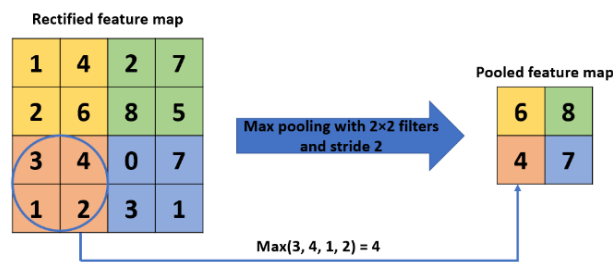 Rectified feature map
1 4 2 7
2 6 8 5
3 4 0 7
1 2 3 1
Max pooling with 2×2 filters
and stride 2
Pooled feature map
6 8
4 7
Max(3, 4, 1, 2) = 4